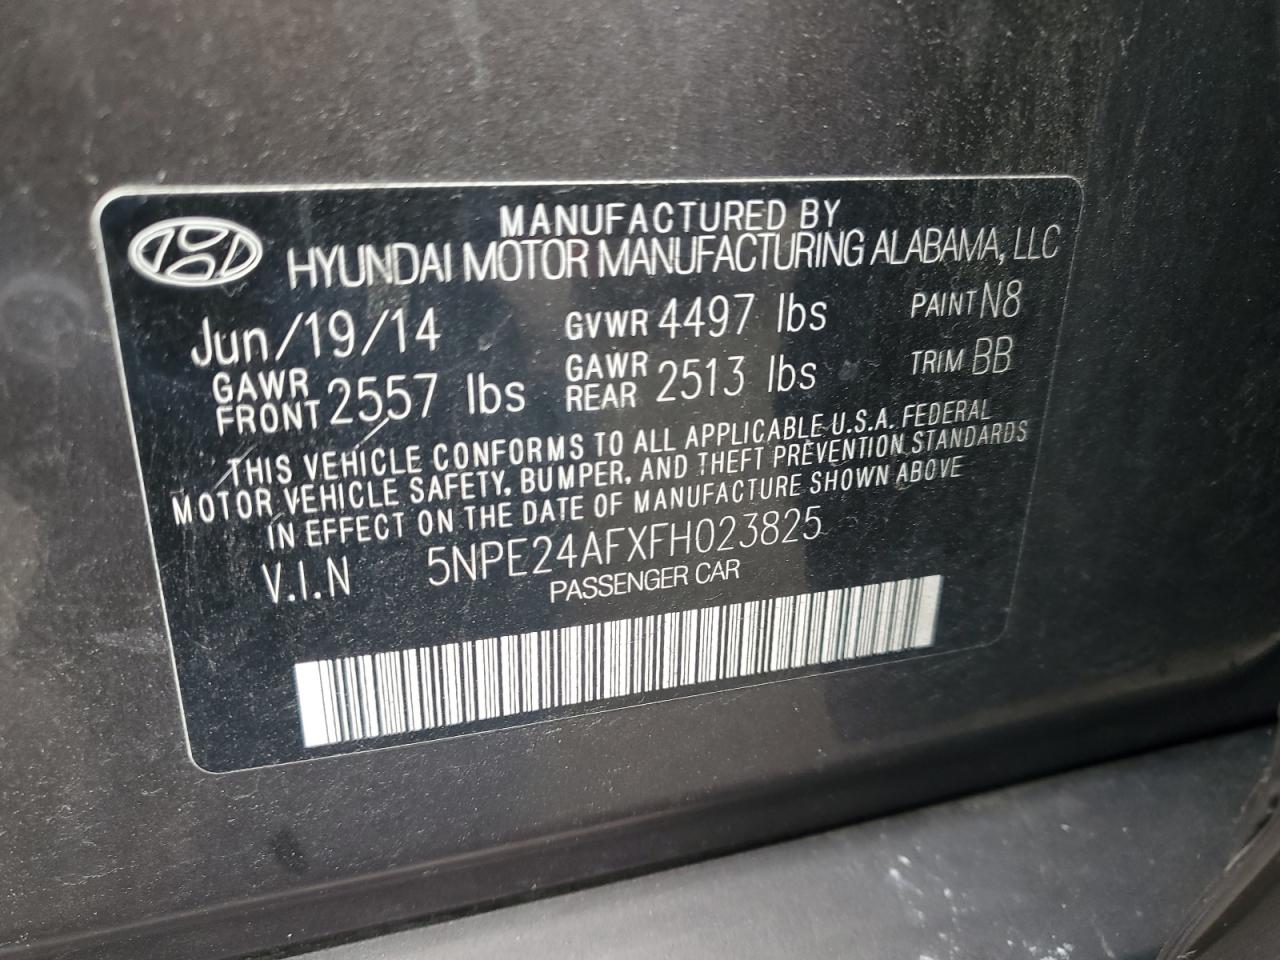 MANUFACTURED BY
HYUNDAI MOTOR MANUFACTURING ALABAMA, LLC
Jun/19/14 GVWR 4497 lbs PAINT N8
GAWR FRONT 2557 lbs GAWR REAR 2513 lbs TRIM BB
THIS VEHICLE CONFORMS TO ALL APPLICABLE U.S.A. FEDERAL
MOTOR VEHICLE SAFETY, BUMPER, AND THEFT PREVENTION STANDARDS
IN EFFECT ON THE DATE OF MANUFACTURE SHOWN ABOVE
V.I.N 5NPE24AFXFH023825
PASSENGER CAR